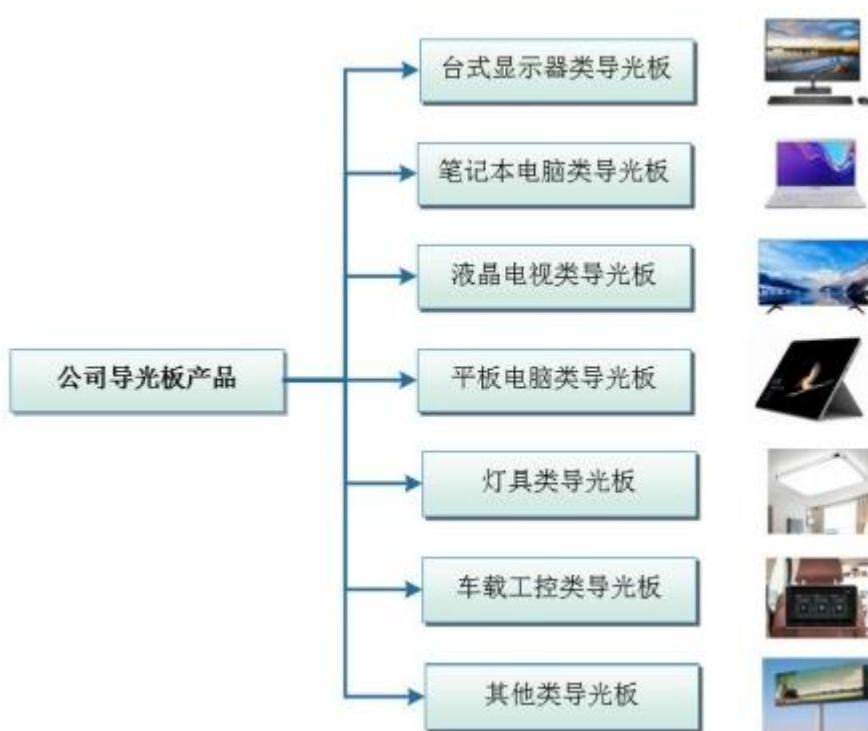 台式显示器类导光板
笔记本电脑类导光板
液晶电视类导光板
公司导光板产品
平板电脑类导光板
灯具类导光板
车载工控类导光板
其他类导光板